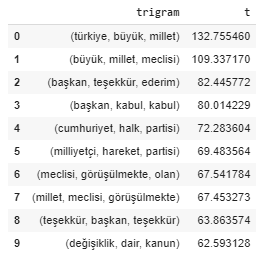 trigram t
0 (türkiye, büyük, millet) 132.755460
1 (büyük, millet, meclisi) 109.337170
2 (başkan, teşekkür, ederim) 82.445772
3 (başkan, kabul, kabul) 80.014229
4 (cumhuriyet, halk, partisi) 72.283604
5 (milliyetçi, hareket, partisi) 69.483564
6 (meclisi, görüşülmekte, olan) 67.541784
7 (millet, meclisi, görüşülmekte) 67.453273
8 (teşekkür, başkan, teşekkür) 63.863574
9 (değişiklik, dair, kanun) 62.593128